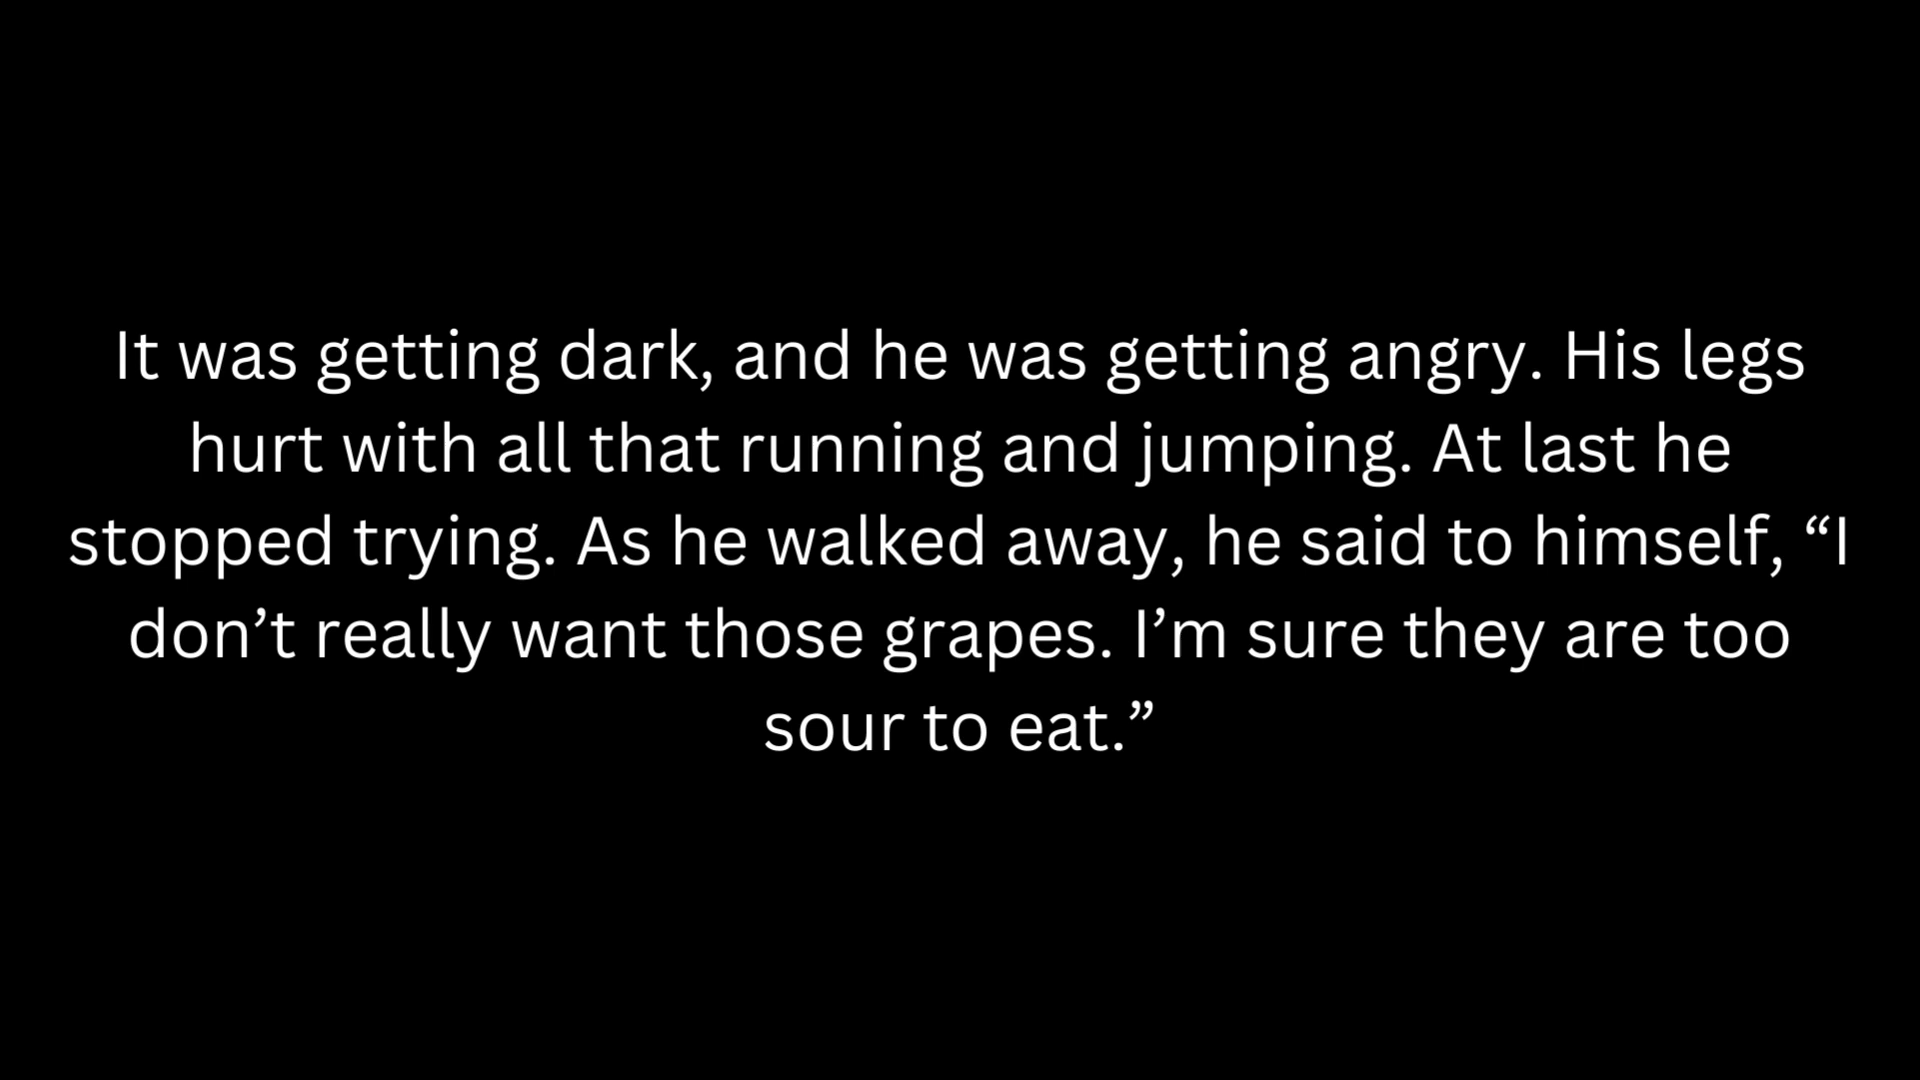 It was getting dark, and he was getting angry. His legs
hurt with all that running and jumping. At last he
stopped trying. As he walked away, he said to himself, “I
don’t really want those grapes. I’m sure they are too
sour to eat.”